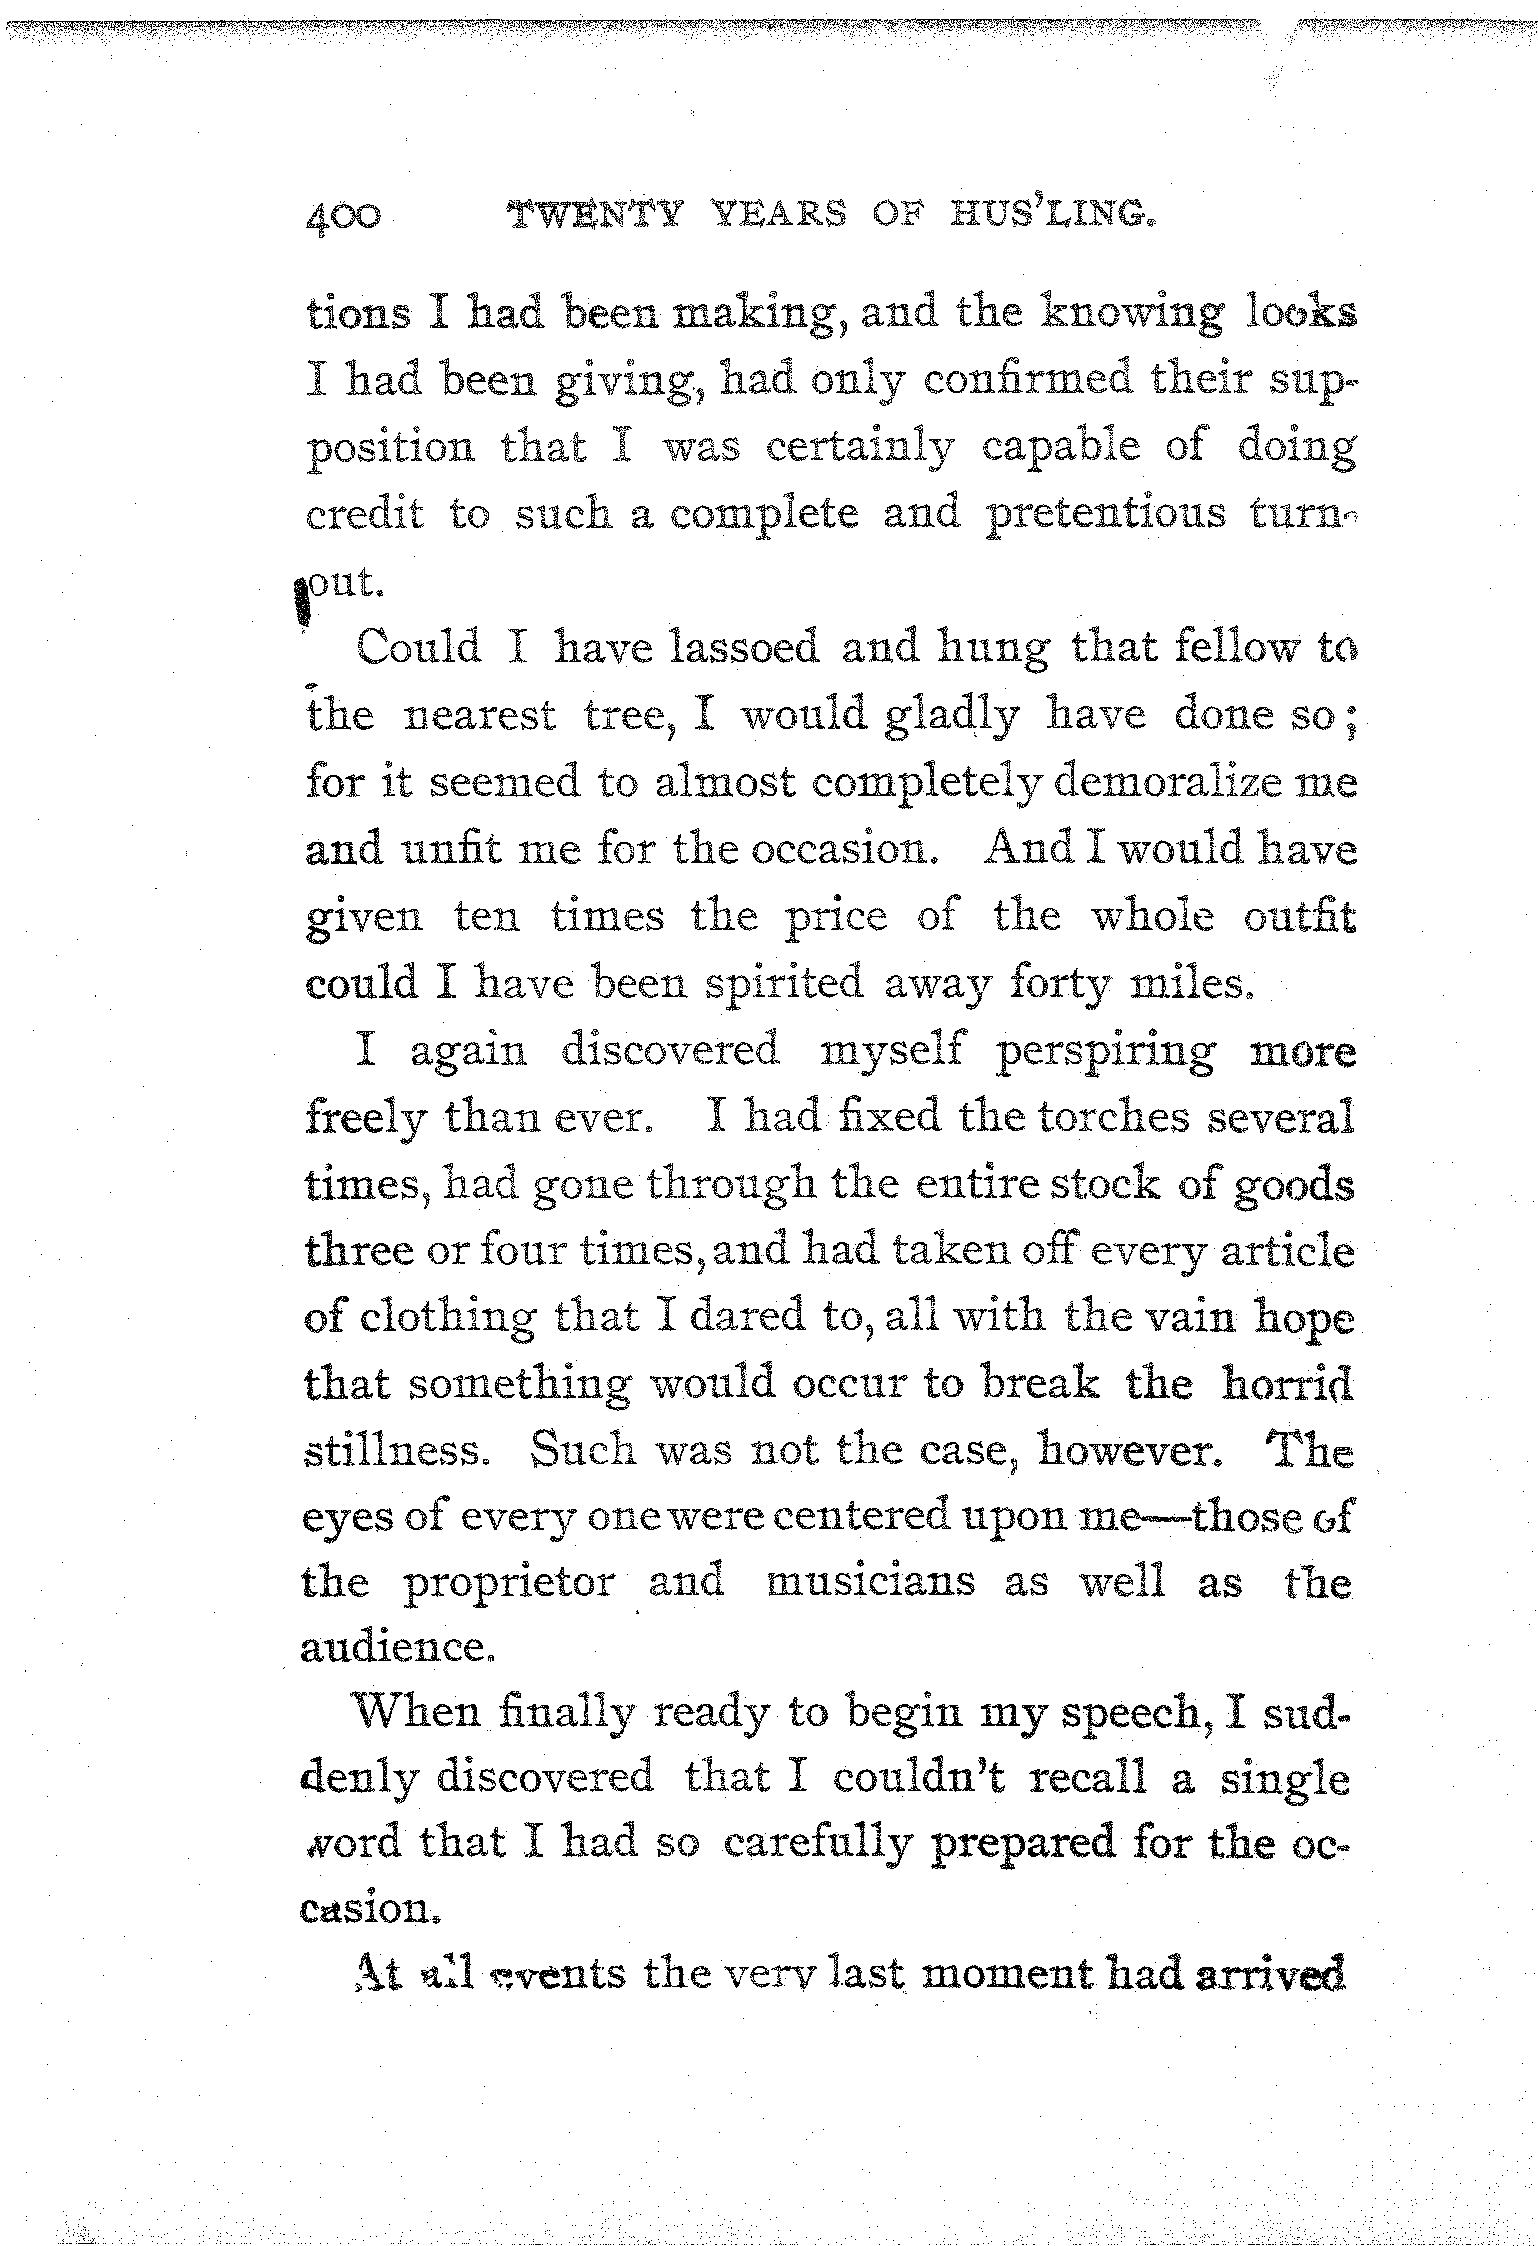 400 TWENTY YEARS OF HUS'LING.
tions I had been making, and the knowing looks
I had been giving, had only confirmed their sup-
position that I was certainly capable of doing
credit to such a complete and pretentious turn-
out.
Could I have lassoed and hung that fellow to
the nearest tree, I would gladly have done so;
for it seemed to almost completely demoralize me
and unfit me for the occasion. And I would have
given ten times the price of the whole outfit
could I have been spirited away forty miles.
I again discovered myself perspiring more
freely than ever. I had fixed the torches several
times, had gone through the entire stock of goods
three or four times, and had taken off every article
of clothing that I dared to, all with the vain hope
that something would occur to break the horrid
stillness. Such was not the case, however. The
eyes of every one were centered upon me—those of
the proprietor and musicians as well as the
audience.
When finally ready to begin my speech, I sud-
denly discovered that I couldn't recall a single
word that I had so carefully prepared for the oc-
casion.
At all events the very last moment had arrived